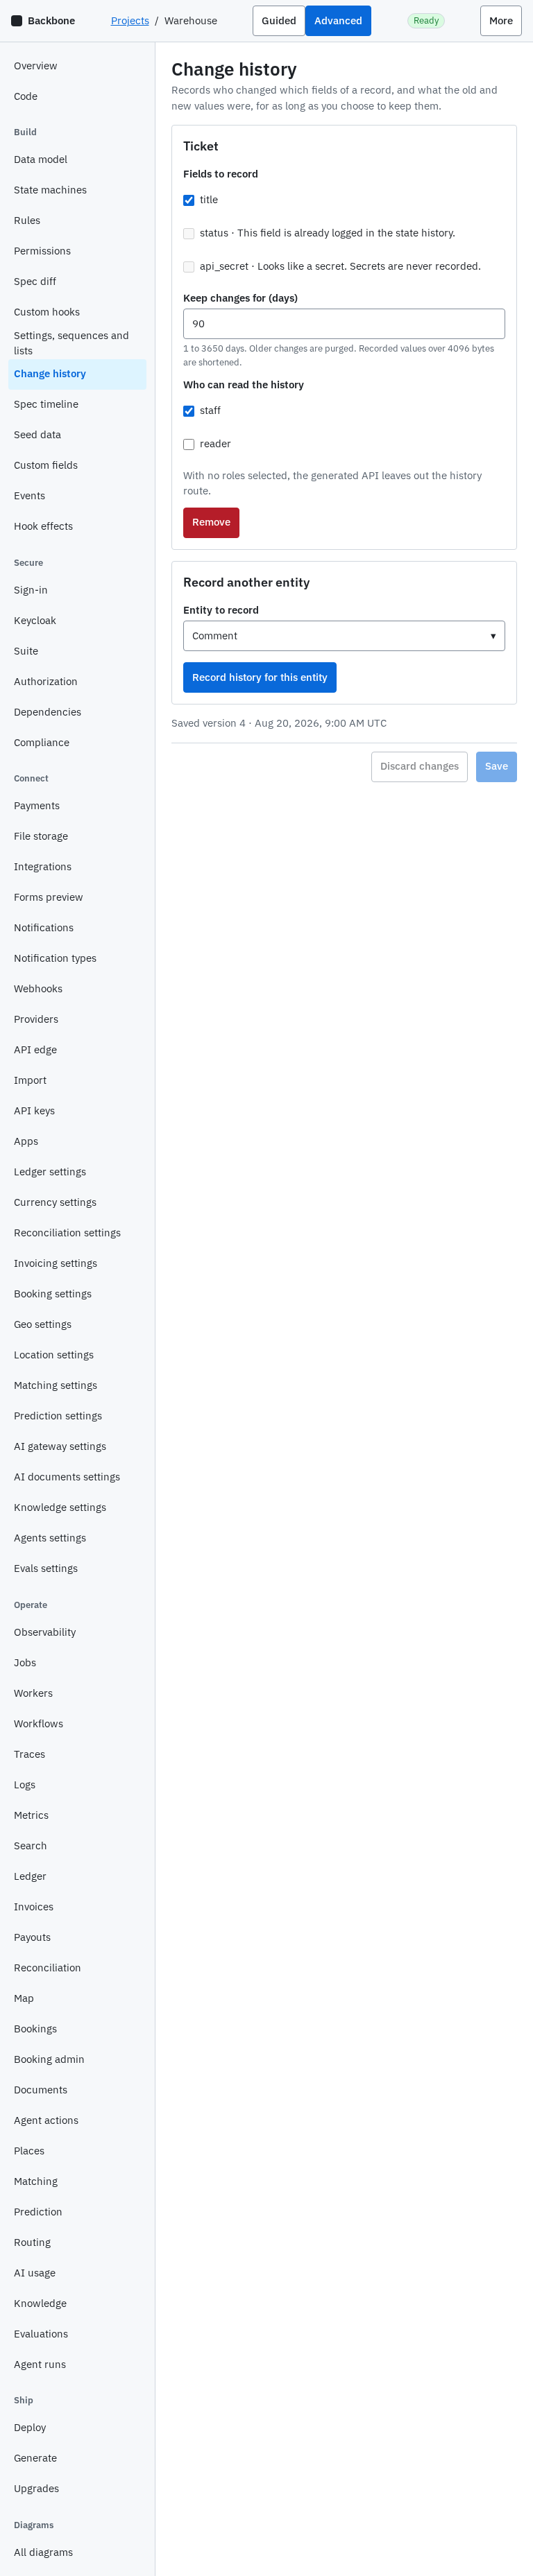 Backbone
Projects / Warehouse
Guided
Advanced
Ready
More
Overview
Code
Build
Data model
State machines
Rules
Permissions
Spec diff
Custom hooks
Settings, sequences and
lists
Change history
Spec timeline
Seed data
Custom fields
Events
Hook effects
Secure
Sign-in
Keycloak
Suite
Authorization
Dependencies
Compliance
Connect
Payments
File storage
Integrations
Forms preview
Notifications
Notification types
Webhooks
Providers
API edge
Import
API keys
Apps
Ledger settings
Currency settings
Reconciliation settings
Invoicing settings
Booking settings
Geo settings
Location settings
Matching settings
Prediction settings
AI gateway settings
AI documents settings
Knowledge settings
Agents settings
Evals settings
Operate
Observability
Jobs
Workers
Workflows
Traces
Logs
Metrics
Search
Ledger
Invoices
Payouts
Reconciliation
Map
Bookings
Booking admin
Documents
Agent actions
Places
Matching
Prediction
Routing
AI usage
Knowledge
Evaluations
Agent runs
Ship
Deploy
Generate
Upgrades
Diagrams
All diagrams
Change history
Records who changed which fields of a record, and what the old and
new values were, for as long as you choose to keep them.
Ticket
Fields to record
title
status · This field is already logged in the state history.
api_secret · Looks like a secret. Secrets are never recorded.
Keep changes for (days)
90
1 to 3650 days. Older changes are purged. Recorded values over 4096 bytes
are shortened.
Who can read the history
staff
reader
With no roles selected, the generated API leaves out the history
route.
Remove
Record another entity
Entity to record
Comment
Record history for this entity
Saved version 4 · Aug 20, 2026, 9:00 AM UTC
Discard changes
Save